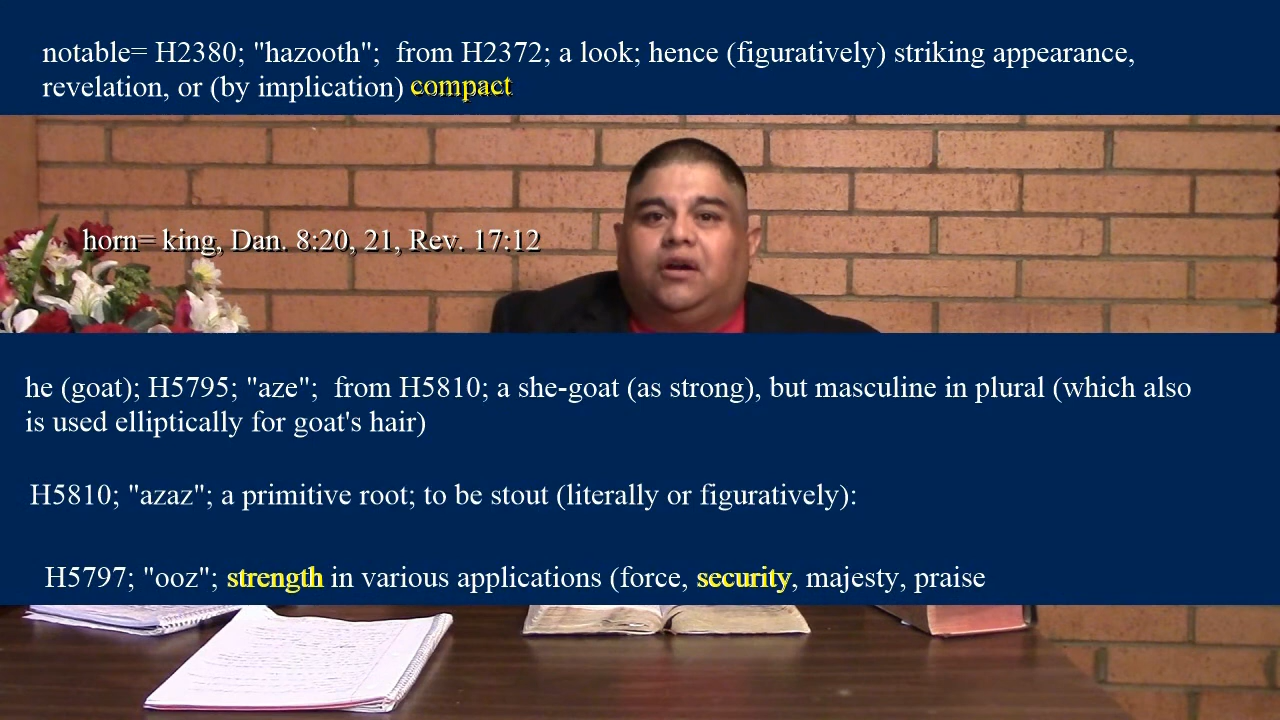 notable= H2380; "hazooth";  from H2372; a look; hence (figuratively) striking appearance,
revelation, or (by implication) compact
horn= king, Dan. 8:20, 21, Rev. 17:12
he (goat); H5795; "aze";  from H5810; a she-goat (as strong), but masculine in plural (which also
is used elliptically for goat's hair)
H5810; "azaz"; a primitive root; to be stout (literally or figuratively):
H5797; "ooz"; strength in various applications (force, security, majesty, praise